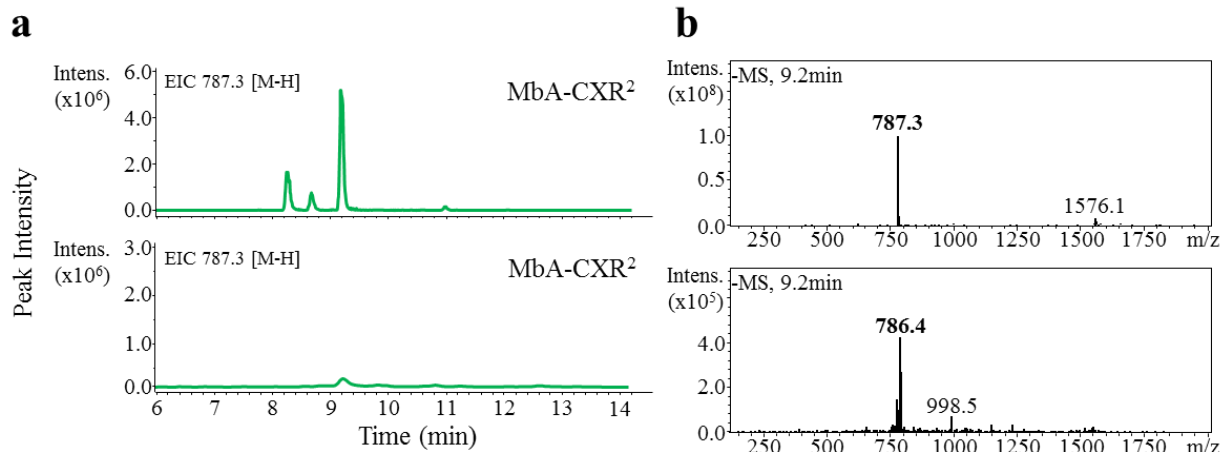 a
Intens.
(x10⁶)
6.0
4.0
2.0
0.0
EIC 787.3 [M-H]
MbA-CXR²
Intens.
(x10⁶)
3.0
2.0
1.0
0.0
EIC 787.3 [M-H]
MbA-CXR²
Peak Intensity
6 7 8 9 10 11 12 13 14
Time (min)
b
Intens.
(x10⁸)
1.0
0.5
0.0
-MS, 9.2min
787.3
1576.1
250 500 750 1000 1250 1500 1750 m/z
Intens.
(x10⁵)
4.0
2.0
0.0
-MS, 9.2min
786.4
998.5
250 500 750 1000 1250 1500 1750 m/z